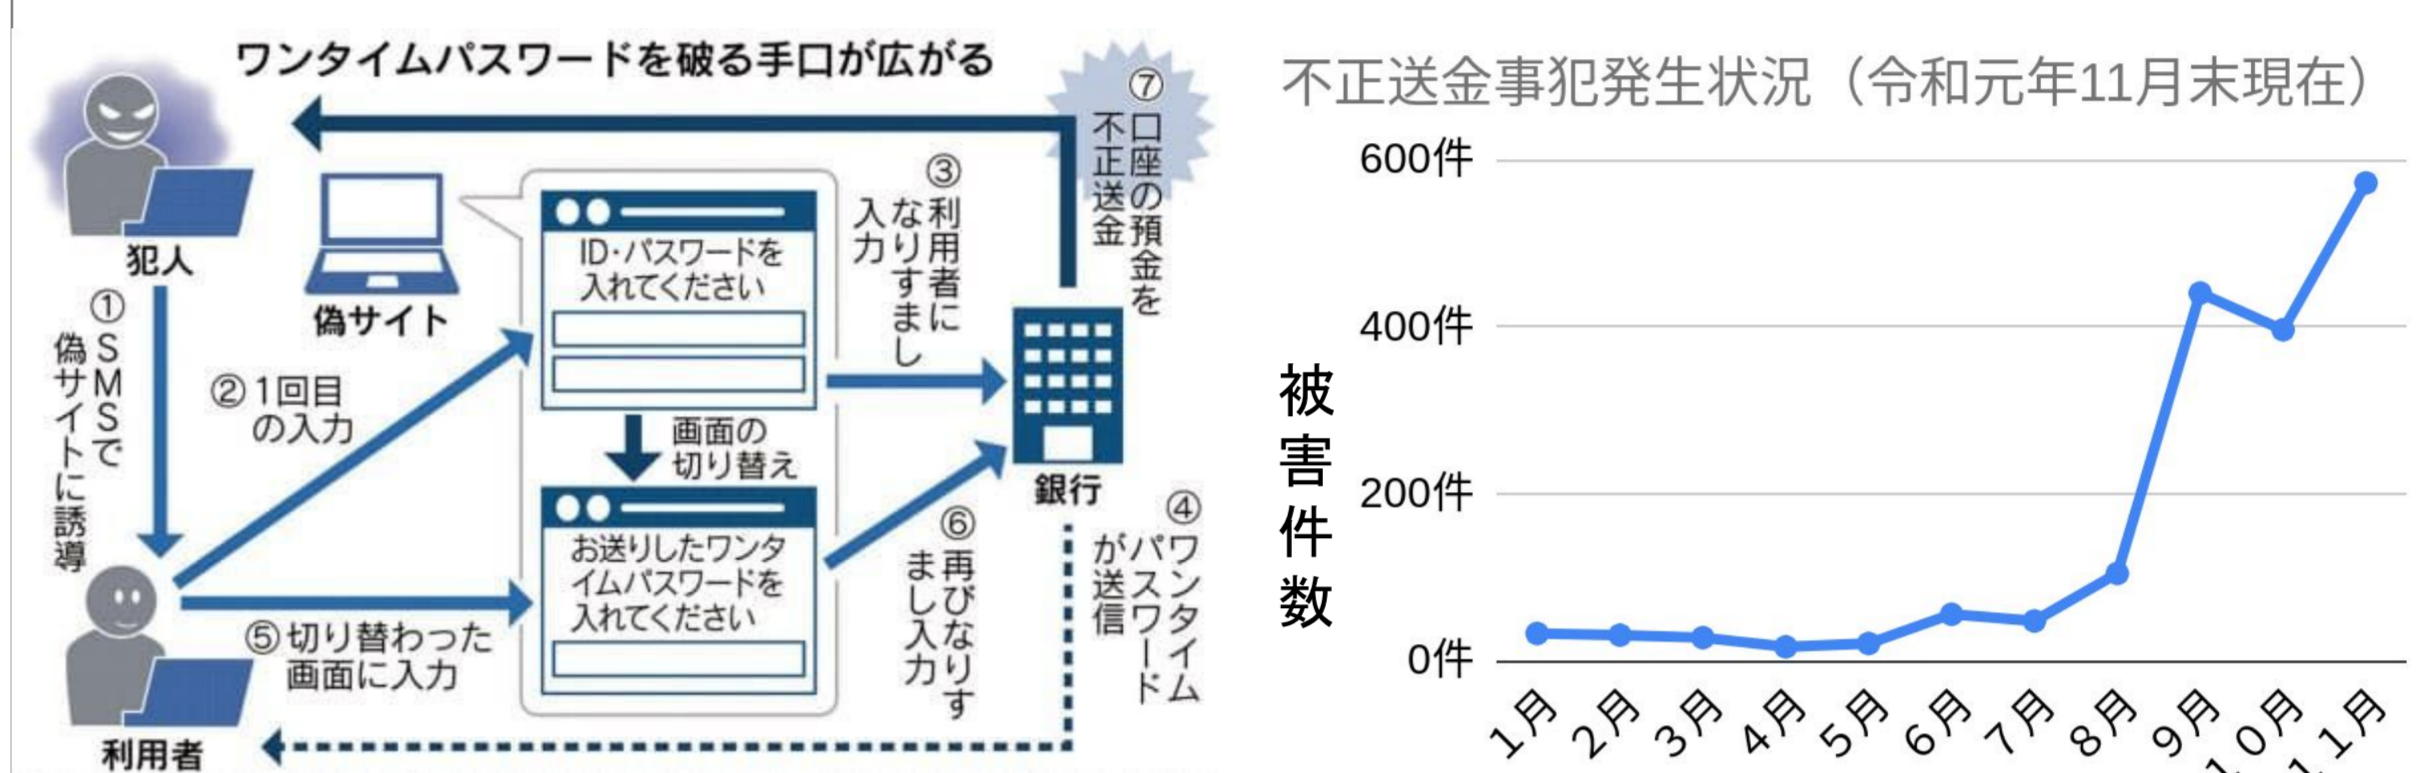 ワンタイムパスワードを破る手口が広がる
犯人
①SMSで
偽サイトに誘導
偽サイト
②1回目
の入力
ID・パスワードを
入れてください
画面の
切り替え
③利用者に
なりすまし
入力
銀行
④ワンタイム
パスワード
が送信
お送りしたワンタ
イムパスワードを
入れてください
⑤切り替わった
画面に入力
⑥再びなりす
まし入力
⑦口座の預金を
不正送金
利用者
不正送金事犯発生状況（令和元年11月末現在）
被害件数
600件
400件
200件
0件
1月
2月
3月
4月
5月
6月
7月
8月
9月
10月
11月